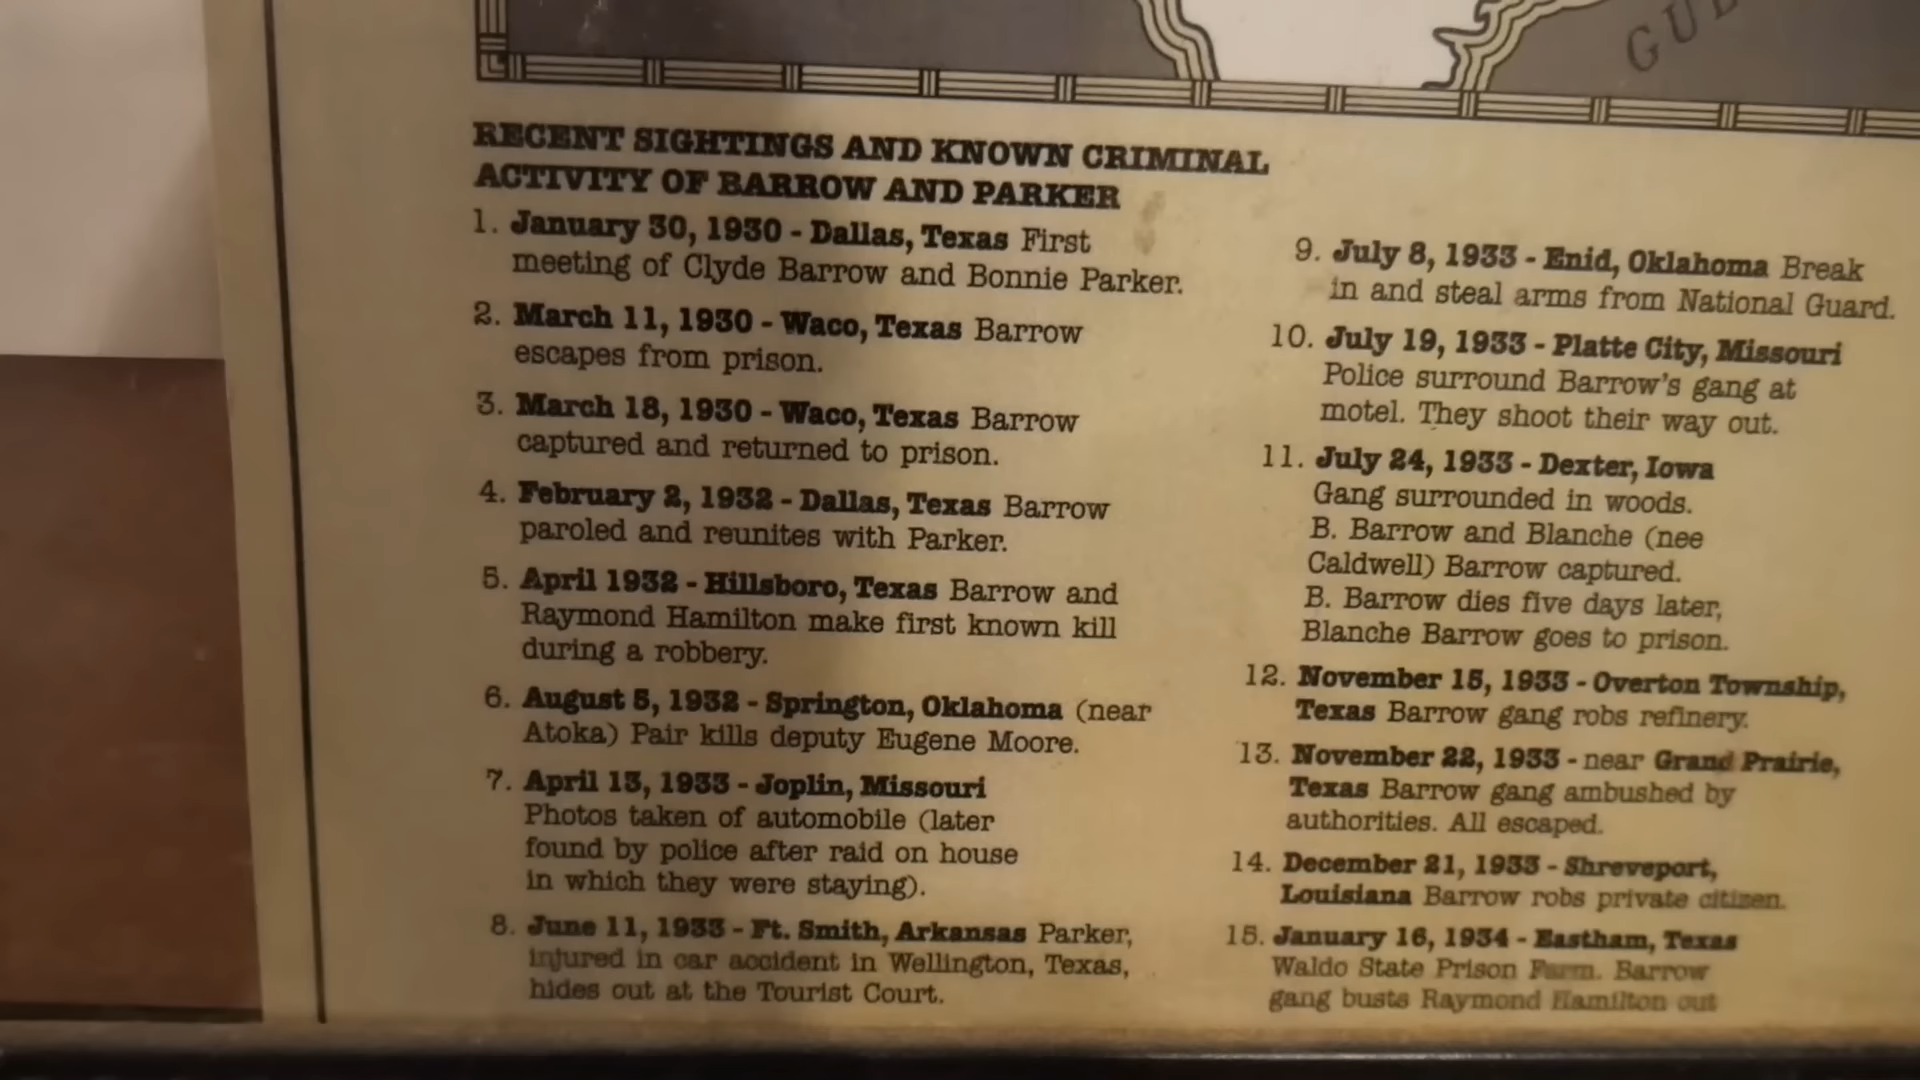 GUL
RECENT SIGHTINGS AND KNOWN CRIMINAL
ACTIVITY OF BARROW AND PARKER
1. January 30, 1930 - Dallas, Texas First
meeting of Clyde Barrow and Bonnie Parker.
2. March 11, 1930 - Waco, Texas Barrow
escapes from prison.
3. March 18, 1930 - Waco, Texas Barrow
captured and returned to prison.
4. February 2, 1932 - Dallas, Texas Barrow
paroled and reunites with Parker.
5. April 1932 - Hillsboro, Texas Barrow and
Raymond Hamilton make first known kill
during a robbery.
6. August 5, 1932 - Springton, Oklahoma (near
Atoka) Pair kills deputy Eugene Moore.
7. April 13, 1933 - Joplin, Missouri
Photos taken of automobile (later
found by police after raid on house
in which they were staying).
8. June 11, 1933 - Ft. Smith, Arkansas Parker,
injured in car accident in Wellington, Texas,
hides out at the Tourist Court.
9. July 8, 1933 - Enid, Oklahoma Break
in and steal arms from National Guard.
10. July 19, 1933 - Platte City, Missouri
Police surround Barrow's gang at
motel. They shoot their way out.
11. July 24, 1933 - Dexter, Iowa
Gang surrounded in woods.
B. Barrow and Blanche (nee
Caldwell) Barrow captured.
B. Barrow dies five days later,
Blanche Barrow goes to prison.
12. November 15, 1933 - Overton Township,
Texas Barrow gang robs refinery.
13. November 22, 1933 - near Grand Prairie,
Texas Barrow gang ambushed by
authorities. All escaped.
14. December 21, 1933 - Shreveport,
Louisiana Barrow robs private citizen.
15. January 16, 1934 - Eastham, Texas
Waldo State Prison Farm. Barrow
gang busts Raymond Hamilton out